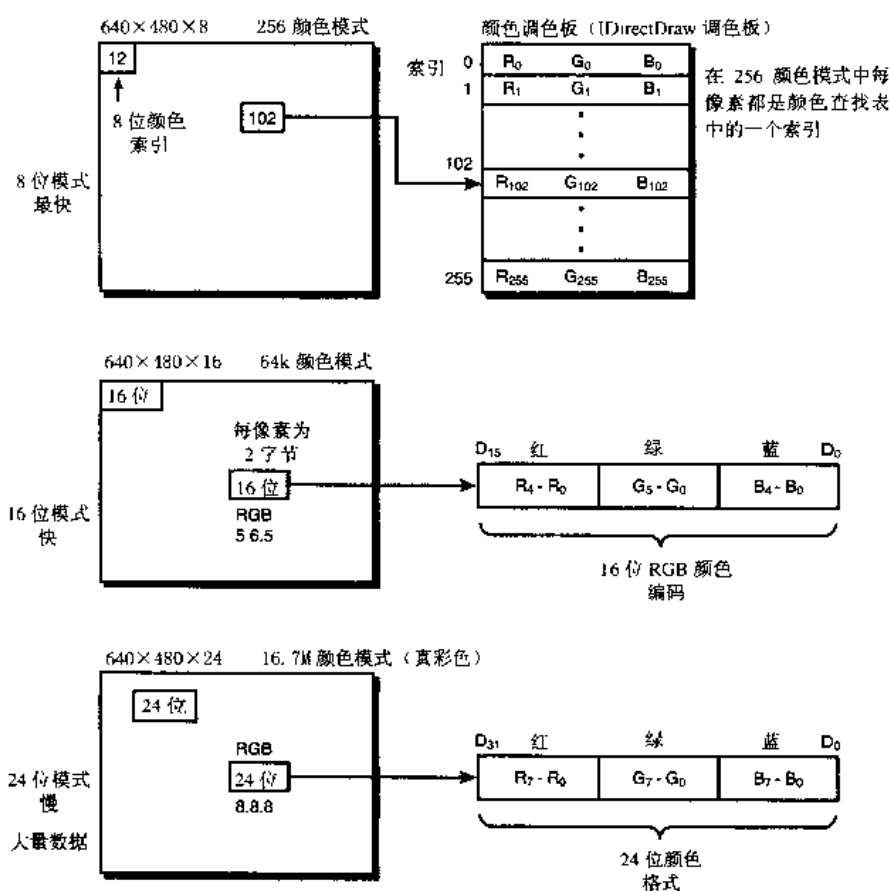 640×480×8 256 颜色模式
12
8 位颜色
索引
102
8 位模式
最快
颜色调色板（IDirectDraw 调色板）
索引 0 R₀ G₀ B₀
1 R₁ G₁ B₁
102
R₁₀₂ G₁₀₂ B₁₀₂
255 R₂₅₅ G₂₅₅ B₂₅₅
在 256 颜色模式中每
像素都是颜色查找表
中的一个索引
640×480×16 64k 颜色模式
16 位
每像素为
2 字节
16 位
RGB
5.6.5
16 位模式
快
D₁₅ 红 绿 蓝 D₀
R₄-R₀ G₅-G₀ B₄-B₀
16 位 RGB 颜色
编码
640×480×24 16.7M 颜色模式（真彩色）
24 位
RGB
24 位
8.8.8
24 位模式
慢
大量数据
D₃₁ 红 绿 蓝 D₀
R₇-R₀ G₇-G₀ B₇-B₀
24 位颜色
格式